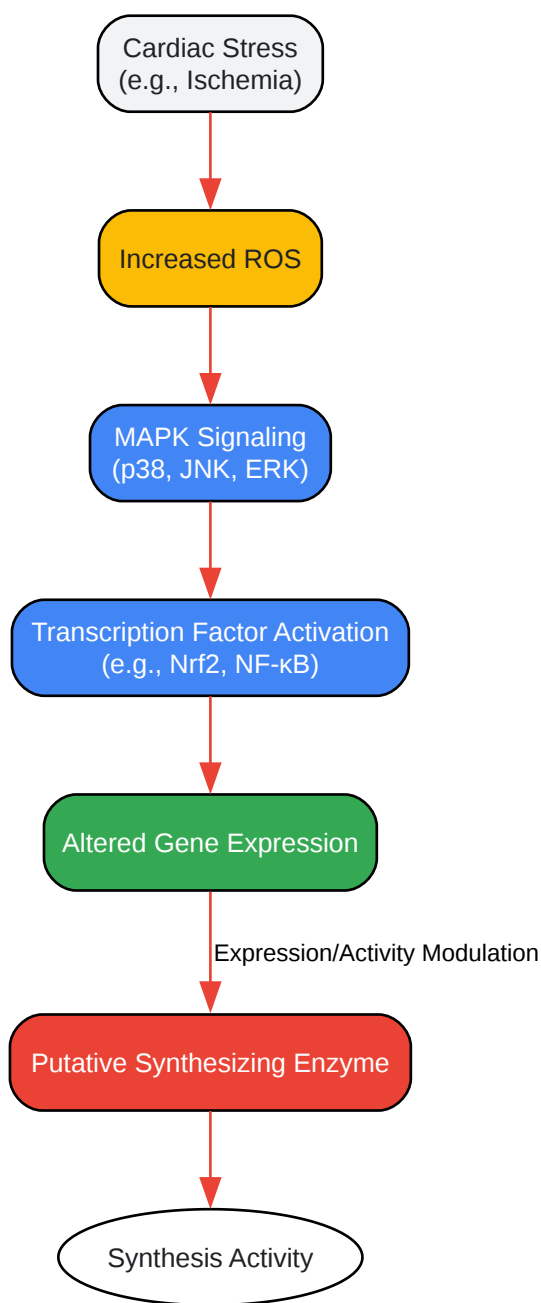 Cardiac Stress
(e.g., Ischemia)
Increased ROS
MAPK Signaling
(p38, JNK, ERK)
Transcription Factor Activation
(e.g., Nrf2, NF-κB)
Altered Gene Expression
Expression/Activity Modulation
Putative Synthesizing Enzyme
Synthesis Activity